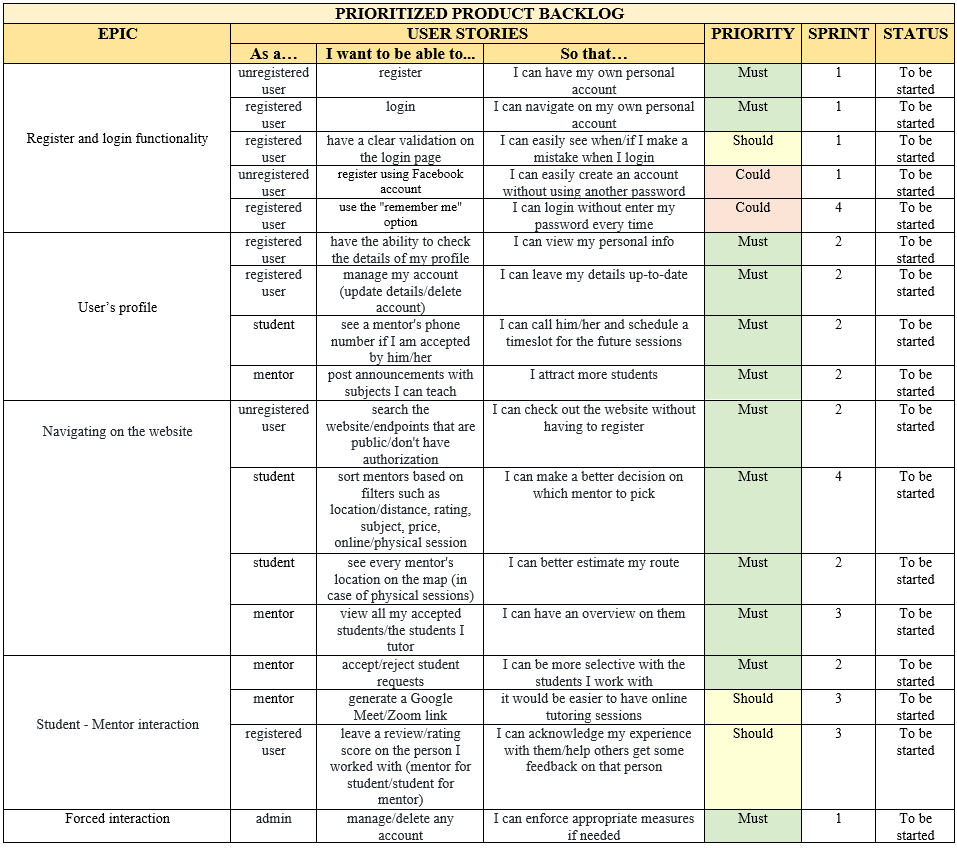 PRIORITIZED PRODUCT BACKLOG
EPIC USER STORIES PRIORITY SPRINT STATUS
As a… I want to be able to... So that…
Register and login functionality
unregistered register I can have my own personal Must 1 To be
user account started
registered login I can navigate on my own personal Must 1 To be
user account started
registered have a clear validation on I can easily see when/if I make a Should 1 To be
user the login page mistake when I login started
unregistered register using Facebook I can easily create an account Could 1 To be
user account without using another password started
registered use the "remember me" I can login without enter my Could 4 To be
user option password every time started
User’s profile
registered have the ability to check I can view my personal info Must 2 To be
user the details of my profile started
registered manage my account I can leave my details up-to-date Must 2 To be
user (update details/delete started
account)
student see a mentor's phone I can call him/her and schedule a Must 2 To be
number if I am accepted timeslot for the future sessions started
by him/her
mentor post announcements with I attract more students Must 2 To be
subjects I can teach started
Navigating on the website
unregistered search the I can check out the website without Must 2 To be
user website/endpoints that are having to register started
public/don't have
authorization
student sort mentors based on I can make a better decision on Must 4 To be
filters such as which mentor to pick started
location/distance, rating,
subject, price,
online/physical session
student see every mentor's I can better estimate my route Must 2 To be
location on the map (in started
case of physical sessions)
mentor view all my accepted I can have an overview on them Must 3 To be
students/the students I started
tutor
Student - Mentor interaction
mentor accept/reject student I can be more selective with the Must 2 To be
requests students I work with started
mentor generate a Google it would be easier to have online Should 3 To be
Meet/Zoom link tutoring sessions started
registered leave a review/rating I can acknowledge my experience Should 3 To be
user score on the person I with them/help others get some started
worked with (mentor for feedback on that person
student/student for
mentor)
Forced interaction admin manage/delete any I can enforce appropriate measures Must 1 To be
account if needed started